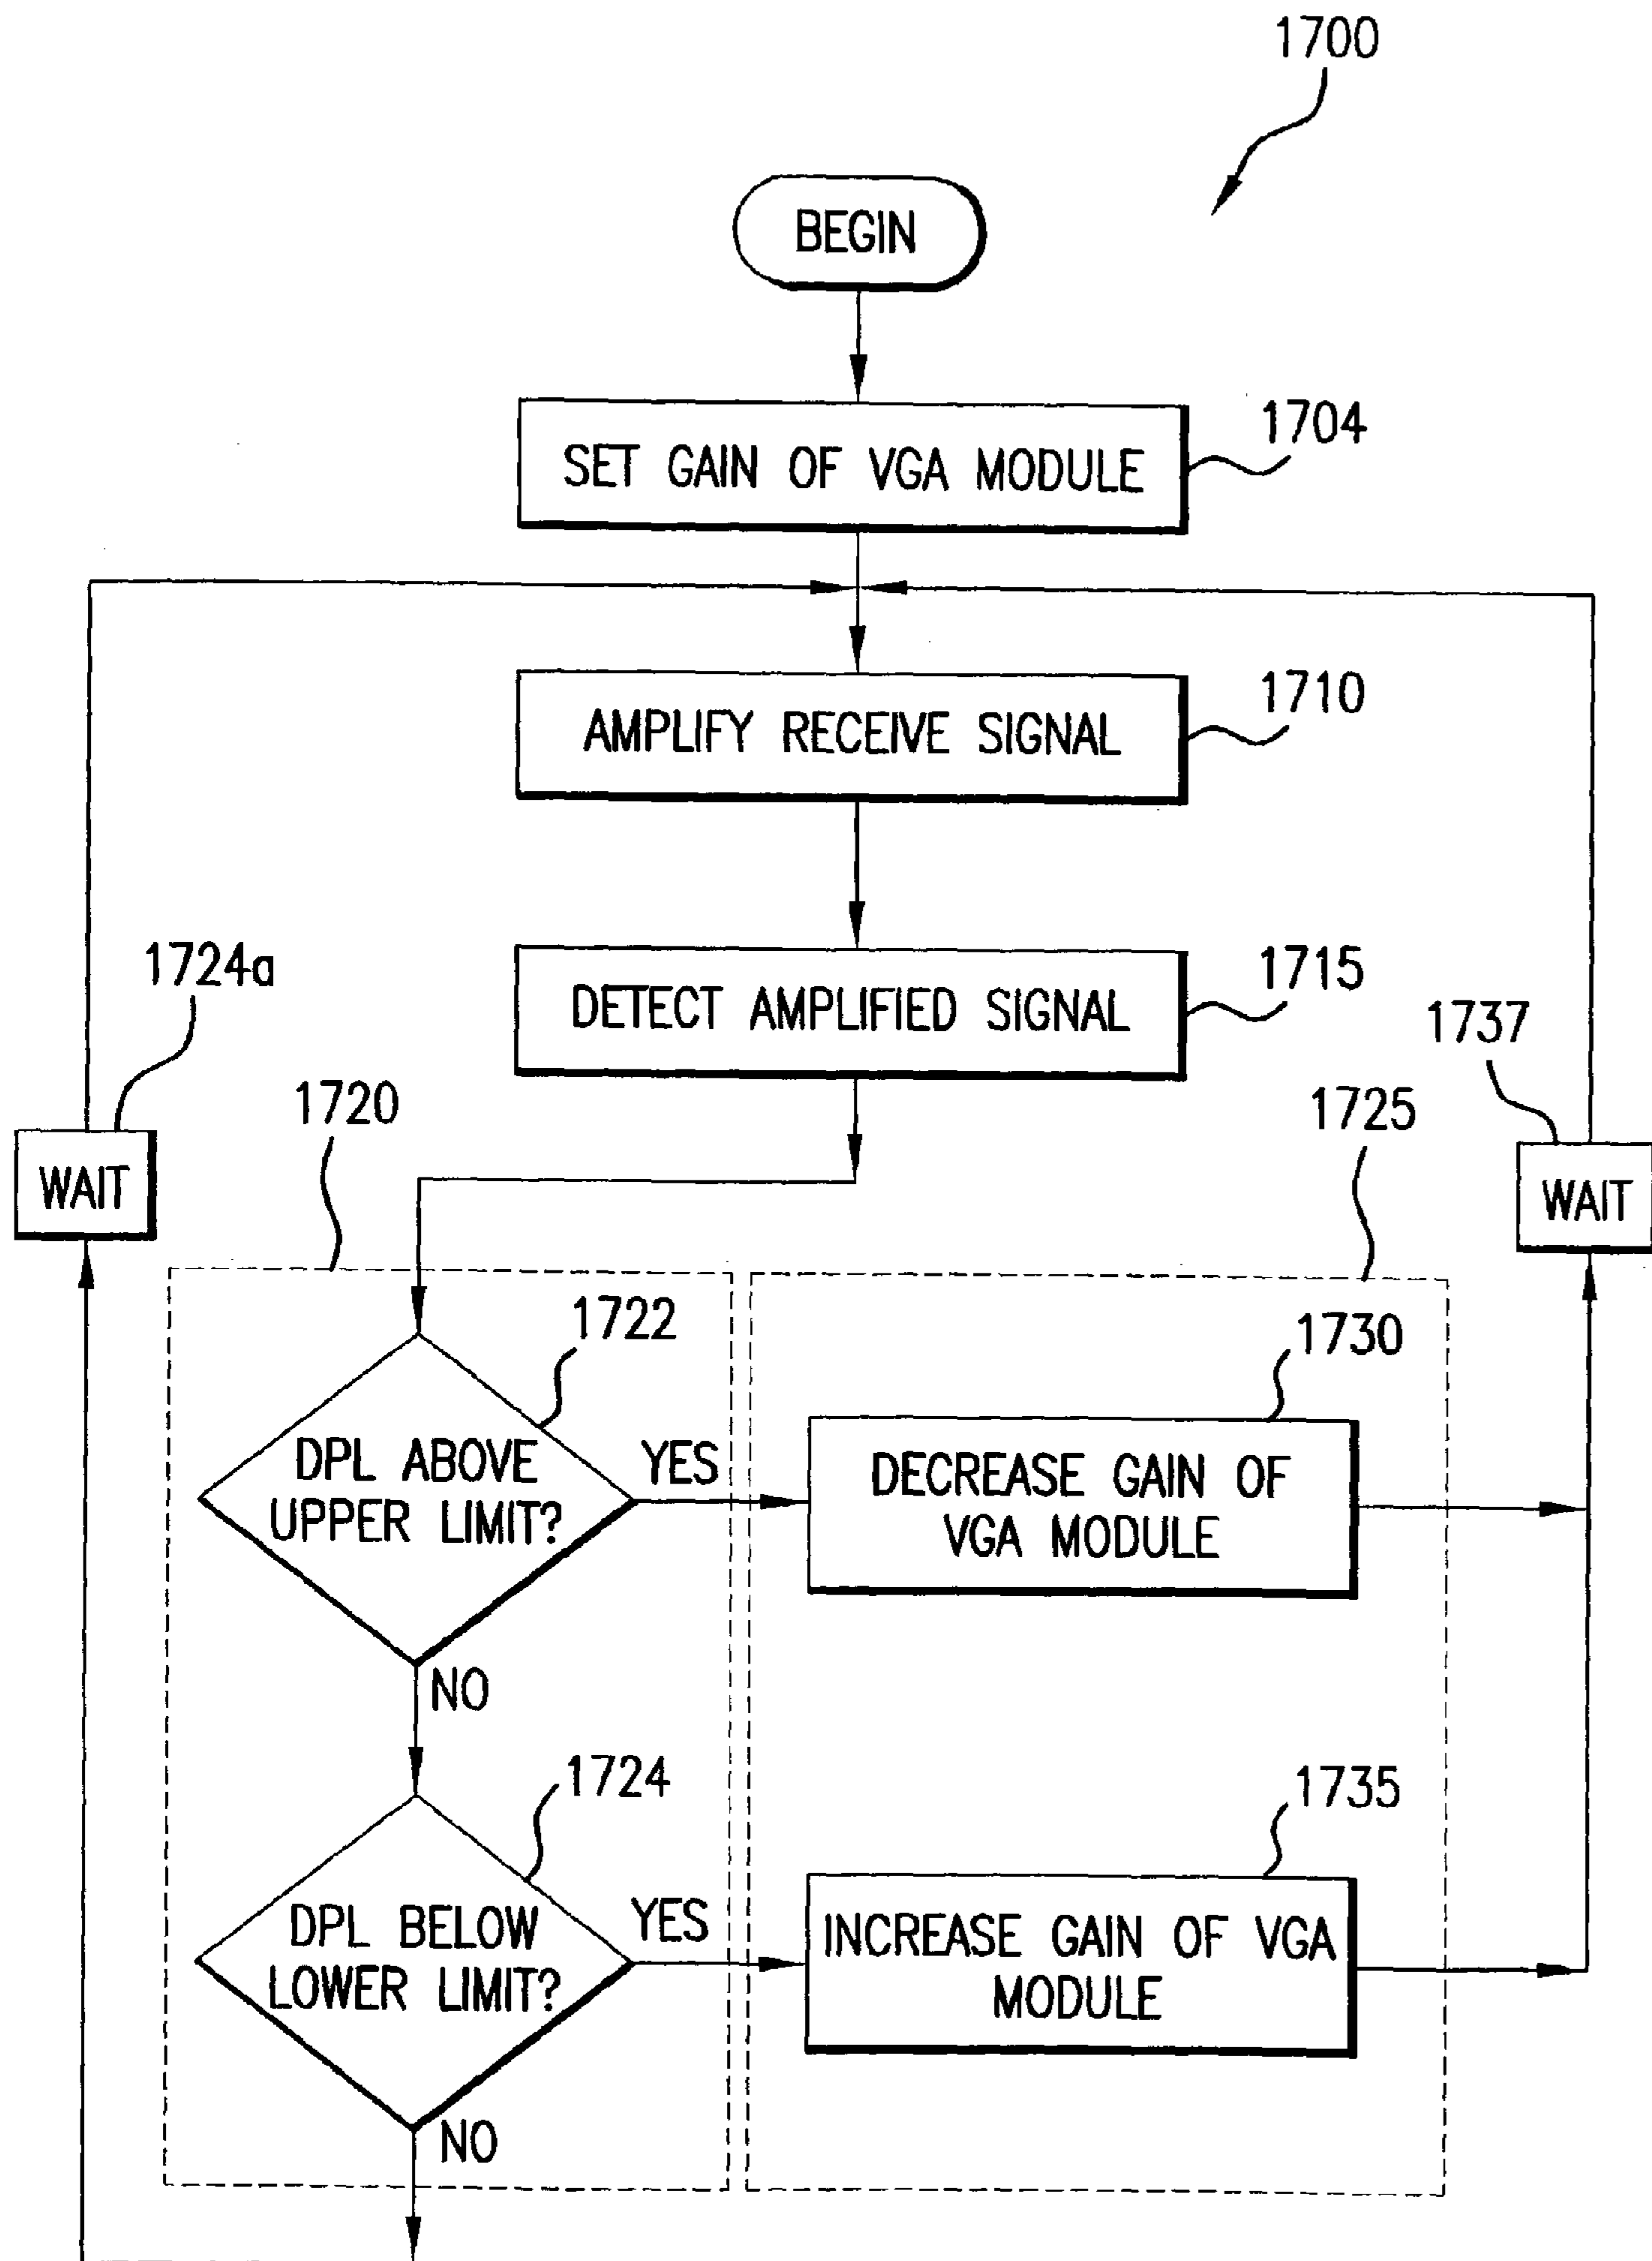 1700
BEGIN
1704
SET GAIN OF VGA MODULE
1710
AMPLIFY RECEIVE SIGNAL
1724a
1715
DETECT AMPLIFIED SIGNAL
1737
1720
1725
WAIT
WAIT
1722
1730
DPL ABOVE
UPPER LIMIT?
YES
DECREASE GAIN OF
VGA MODULE
NO
1724
1735
DPL BELOW
LOWER LIMIT?
YES
INCREASE GAIN OF VGA
MODULE
NO